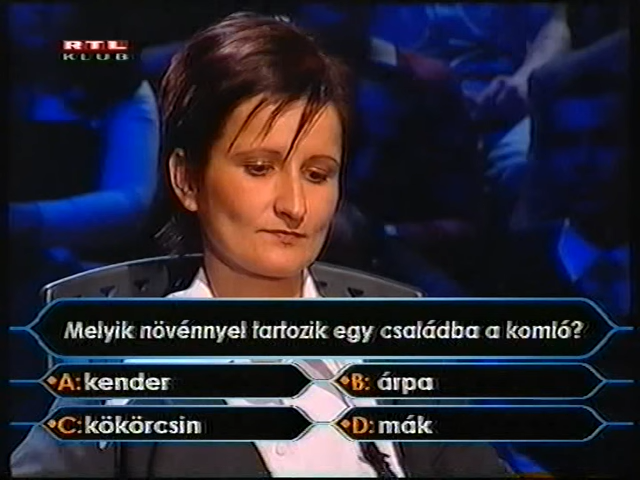 RTL
KLUB
Melyik növénnyel tartozik egy családba a komló?
A: kender
B: árpa
C: kökörcsin
D: mák